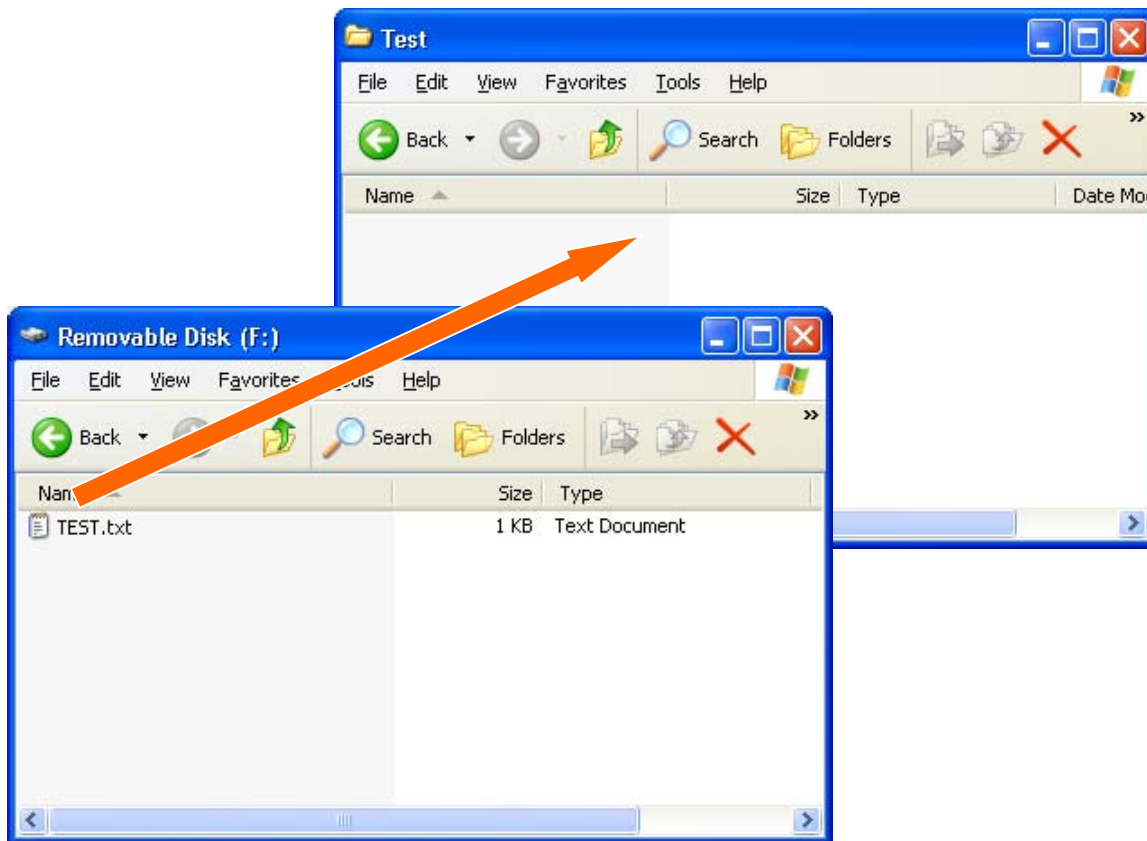 Test
File Edit View Favorites Tools Help
Back Search Folders »
Name Size Type Date Mo
Removable Disk (F:)
File Edit View Favorites Help
Back Search Folders »
Size Type
TEST.txt 1 KB Text Document